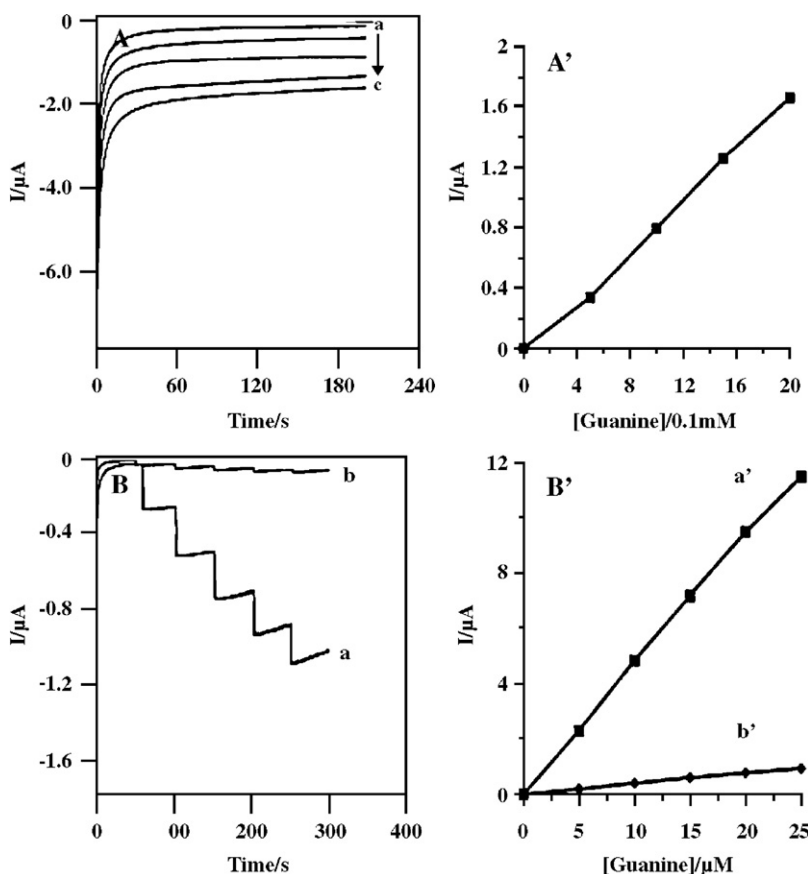 0
-2.0
-4.0
-6.0
I/µA
A
a
c
0 60 120 180 240
Time/s
2
1.6
1.2
0.8
0.4
0
I/µA
A’
0 4 8 12 16 20
[Guanine]/0.1mM
0
-0.4
-0.8
-1.2
-1.6
I/µA
B
b
a
0 00 200 300 400
Time/s
12
8
4
0
I/µA
B’
a’
b’
0 5 10 15 20 25
[Guanine]/µM